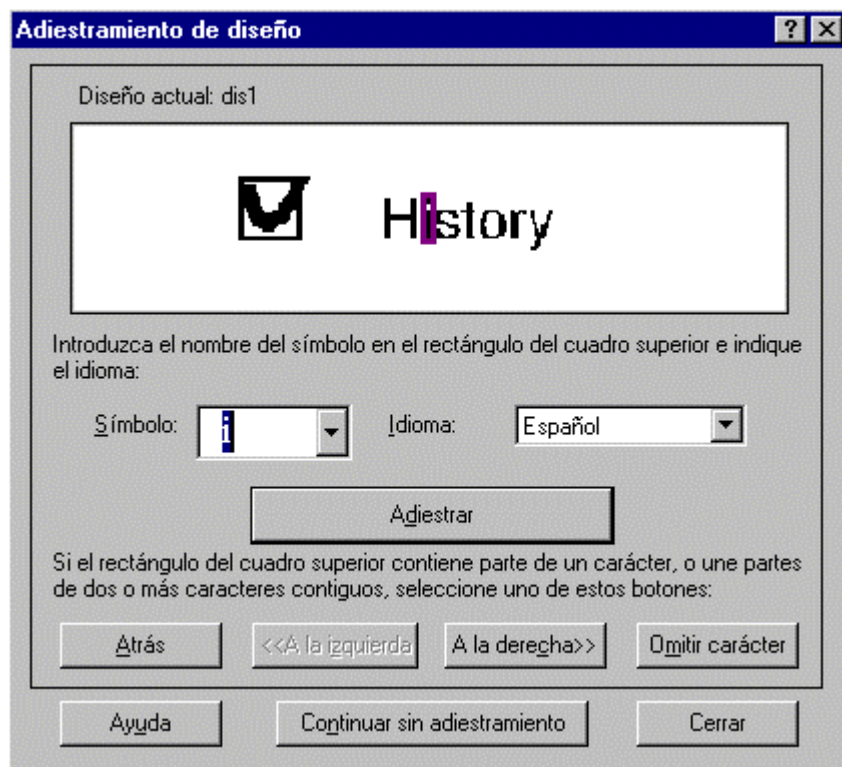 Adiestramiento de diseño
Diseño actual: dis1
History
Introduzca el nombre del símbolo en el rectángulo del cuadro superior e indique
el idioma:
Símbolo: i Idioma: Español
Adiestrar
Si el rectángulo del cuadro superior contiene parte de un carácter, o une partes
de dos o más caracteres contiguos, seleccione uno de estos botones:
Atrás <<A la izquierda A la derecha>> Omitir carácter
Ayuda Continuar sin adiestramiento Cerrar